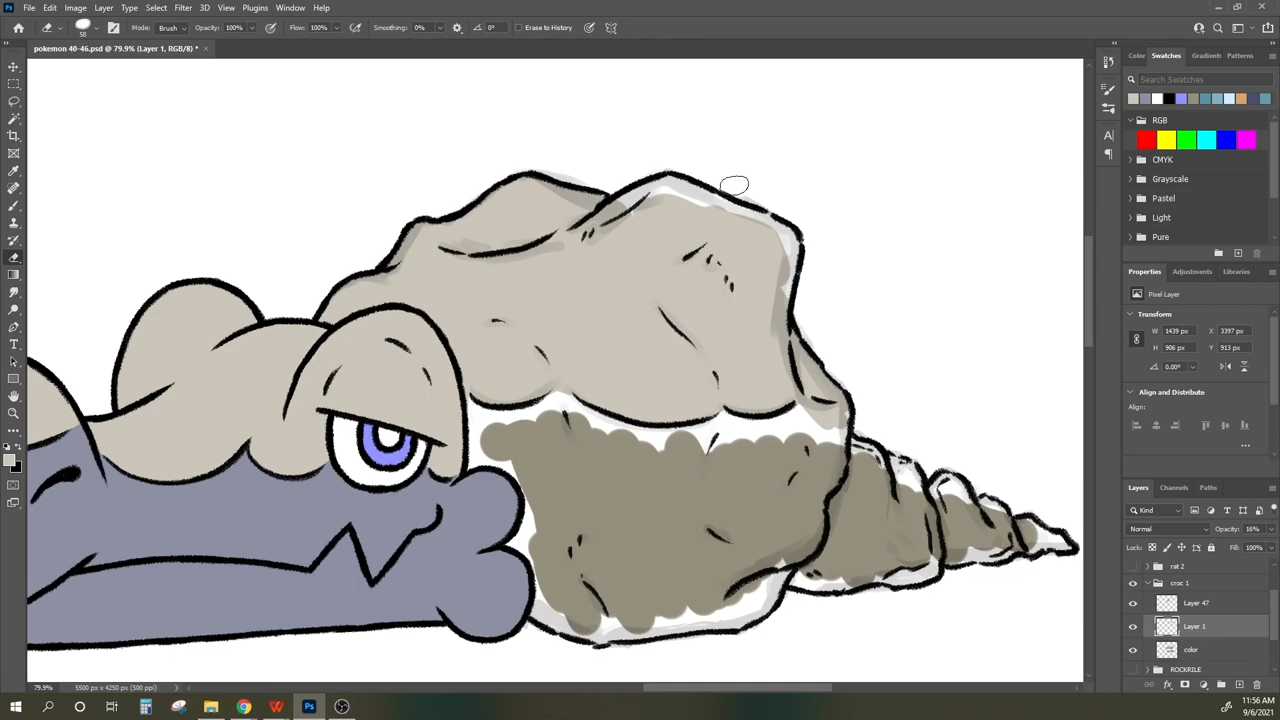 Ps File Edit Image Layer Type Select Filter 3D View Plugins Window Help
58 Mode: Brush Opacity: 100% Flow: 100% Smoothing: 0% 0° Erase to History
pokemon 40-46.psd @ 79.9% (Layer 1, RGB/8) * ×
Color Swatches Gradients Patterns
Search Swatches
RGB
CMYK
Grayscale
Pastel
Light
Pure
Properties Adjustments Libraries
Pixel Layer
Transform
W 1439 px X 3397 px
H 906 px Y 913 px
0.00°
Align and Distribute
Align:
Layers Channels Paths
Kind
Normal Opacity: 16%
Lock: Fill: 100%
rat 2
croc 1
Layer 47
Layer 1
color
ROCKRILE
79.9% 5500 px x 4250 px (500 ppi)
11:56 AM
9/6/2021